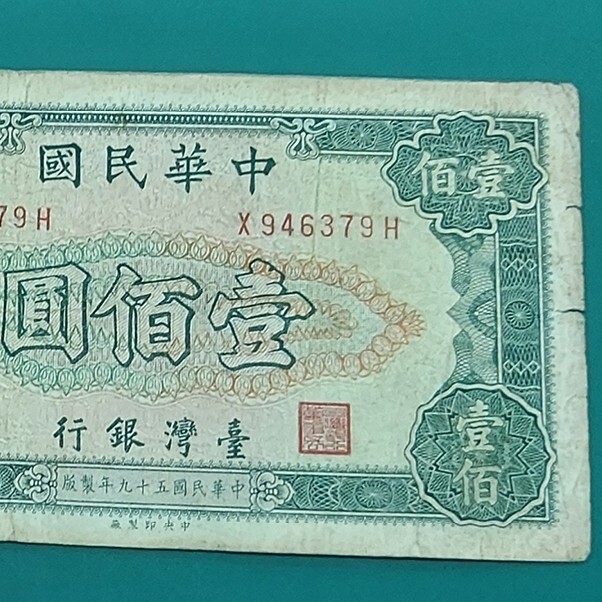 壹佰
中華民國
X946379H
79H
壹佰圓
臺灣銀行
壹佰
中華民國五十九年製版
中央印製廠